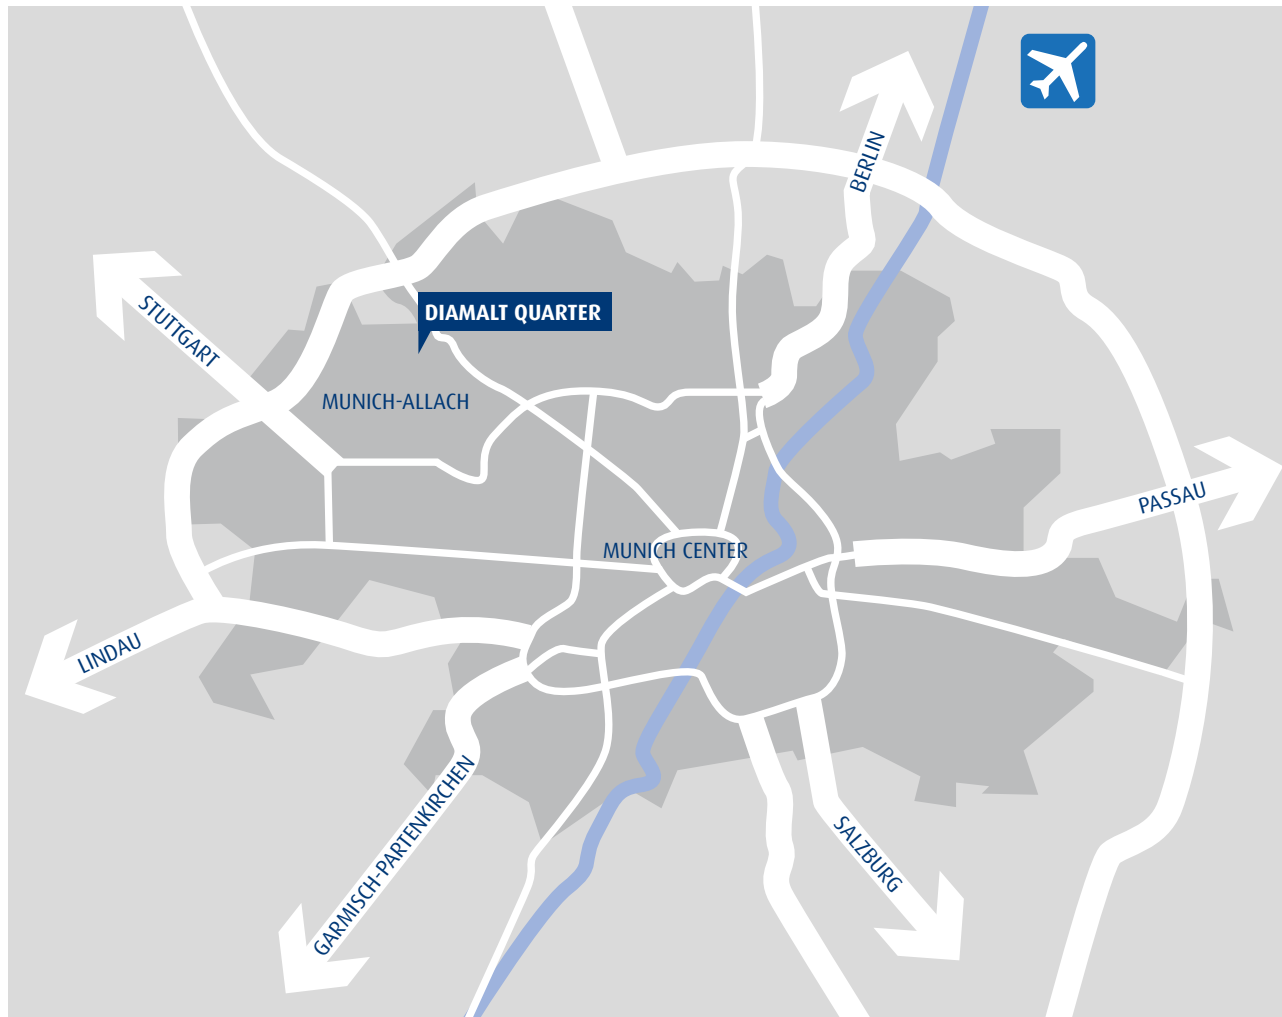 BERLIN
STUTTGART
DIAMALT QUARTER
MUNICH-ALLACH
PASSAU
MUNICH CENTER
LINDAU
GARMISCH-PARTENKIRCHEN
SALZBURG